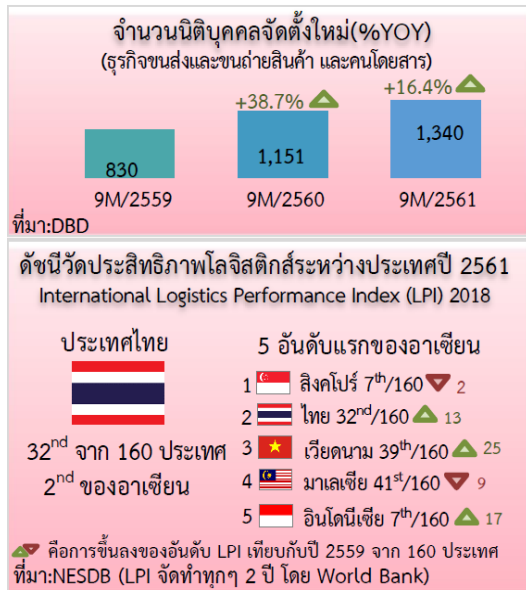 จำนวนนิติบุคคลจัดตั้งใหม่(%YOY)
(ธุรกิจขนส่งและขนถ่ายสินค้า และคนโดยสาร)
+38.7%
+16.4%
830
1,151
1,340
9M/2559
9M/2560
9M/2561
ที่มา:DBD
ดัชนีวัดประสิทธิภาพโลจิสติกส์ระหว่างประเทศปี 2561
International Logistics Performance Index (LPI) 2018
ประเทศไทย
32nd จาก 160 ประเทศ
2nd ของอาเซียน
5 อันดับแรกของอาเซียน
1 สิงคโปร์ 7th/160 2
2 ไทย 32nd/160 13
3 เวียดนาม 39th/160 25
4 มาเลเซีย 41st/160 9
5 อินโดนีเซีย 7th/160 17
คือการขึ้นลงของอันดับ LPI เทียบกับปี 2559 จาก 160 ประเทศ
ที่มา:NESDB (LPI จัดทำทุกๆ 2 ปี โดย World Bank)